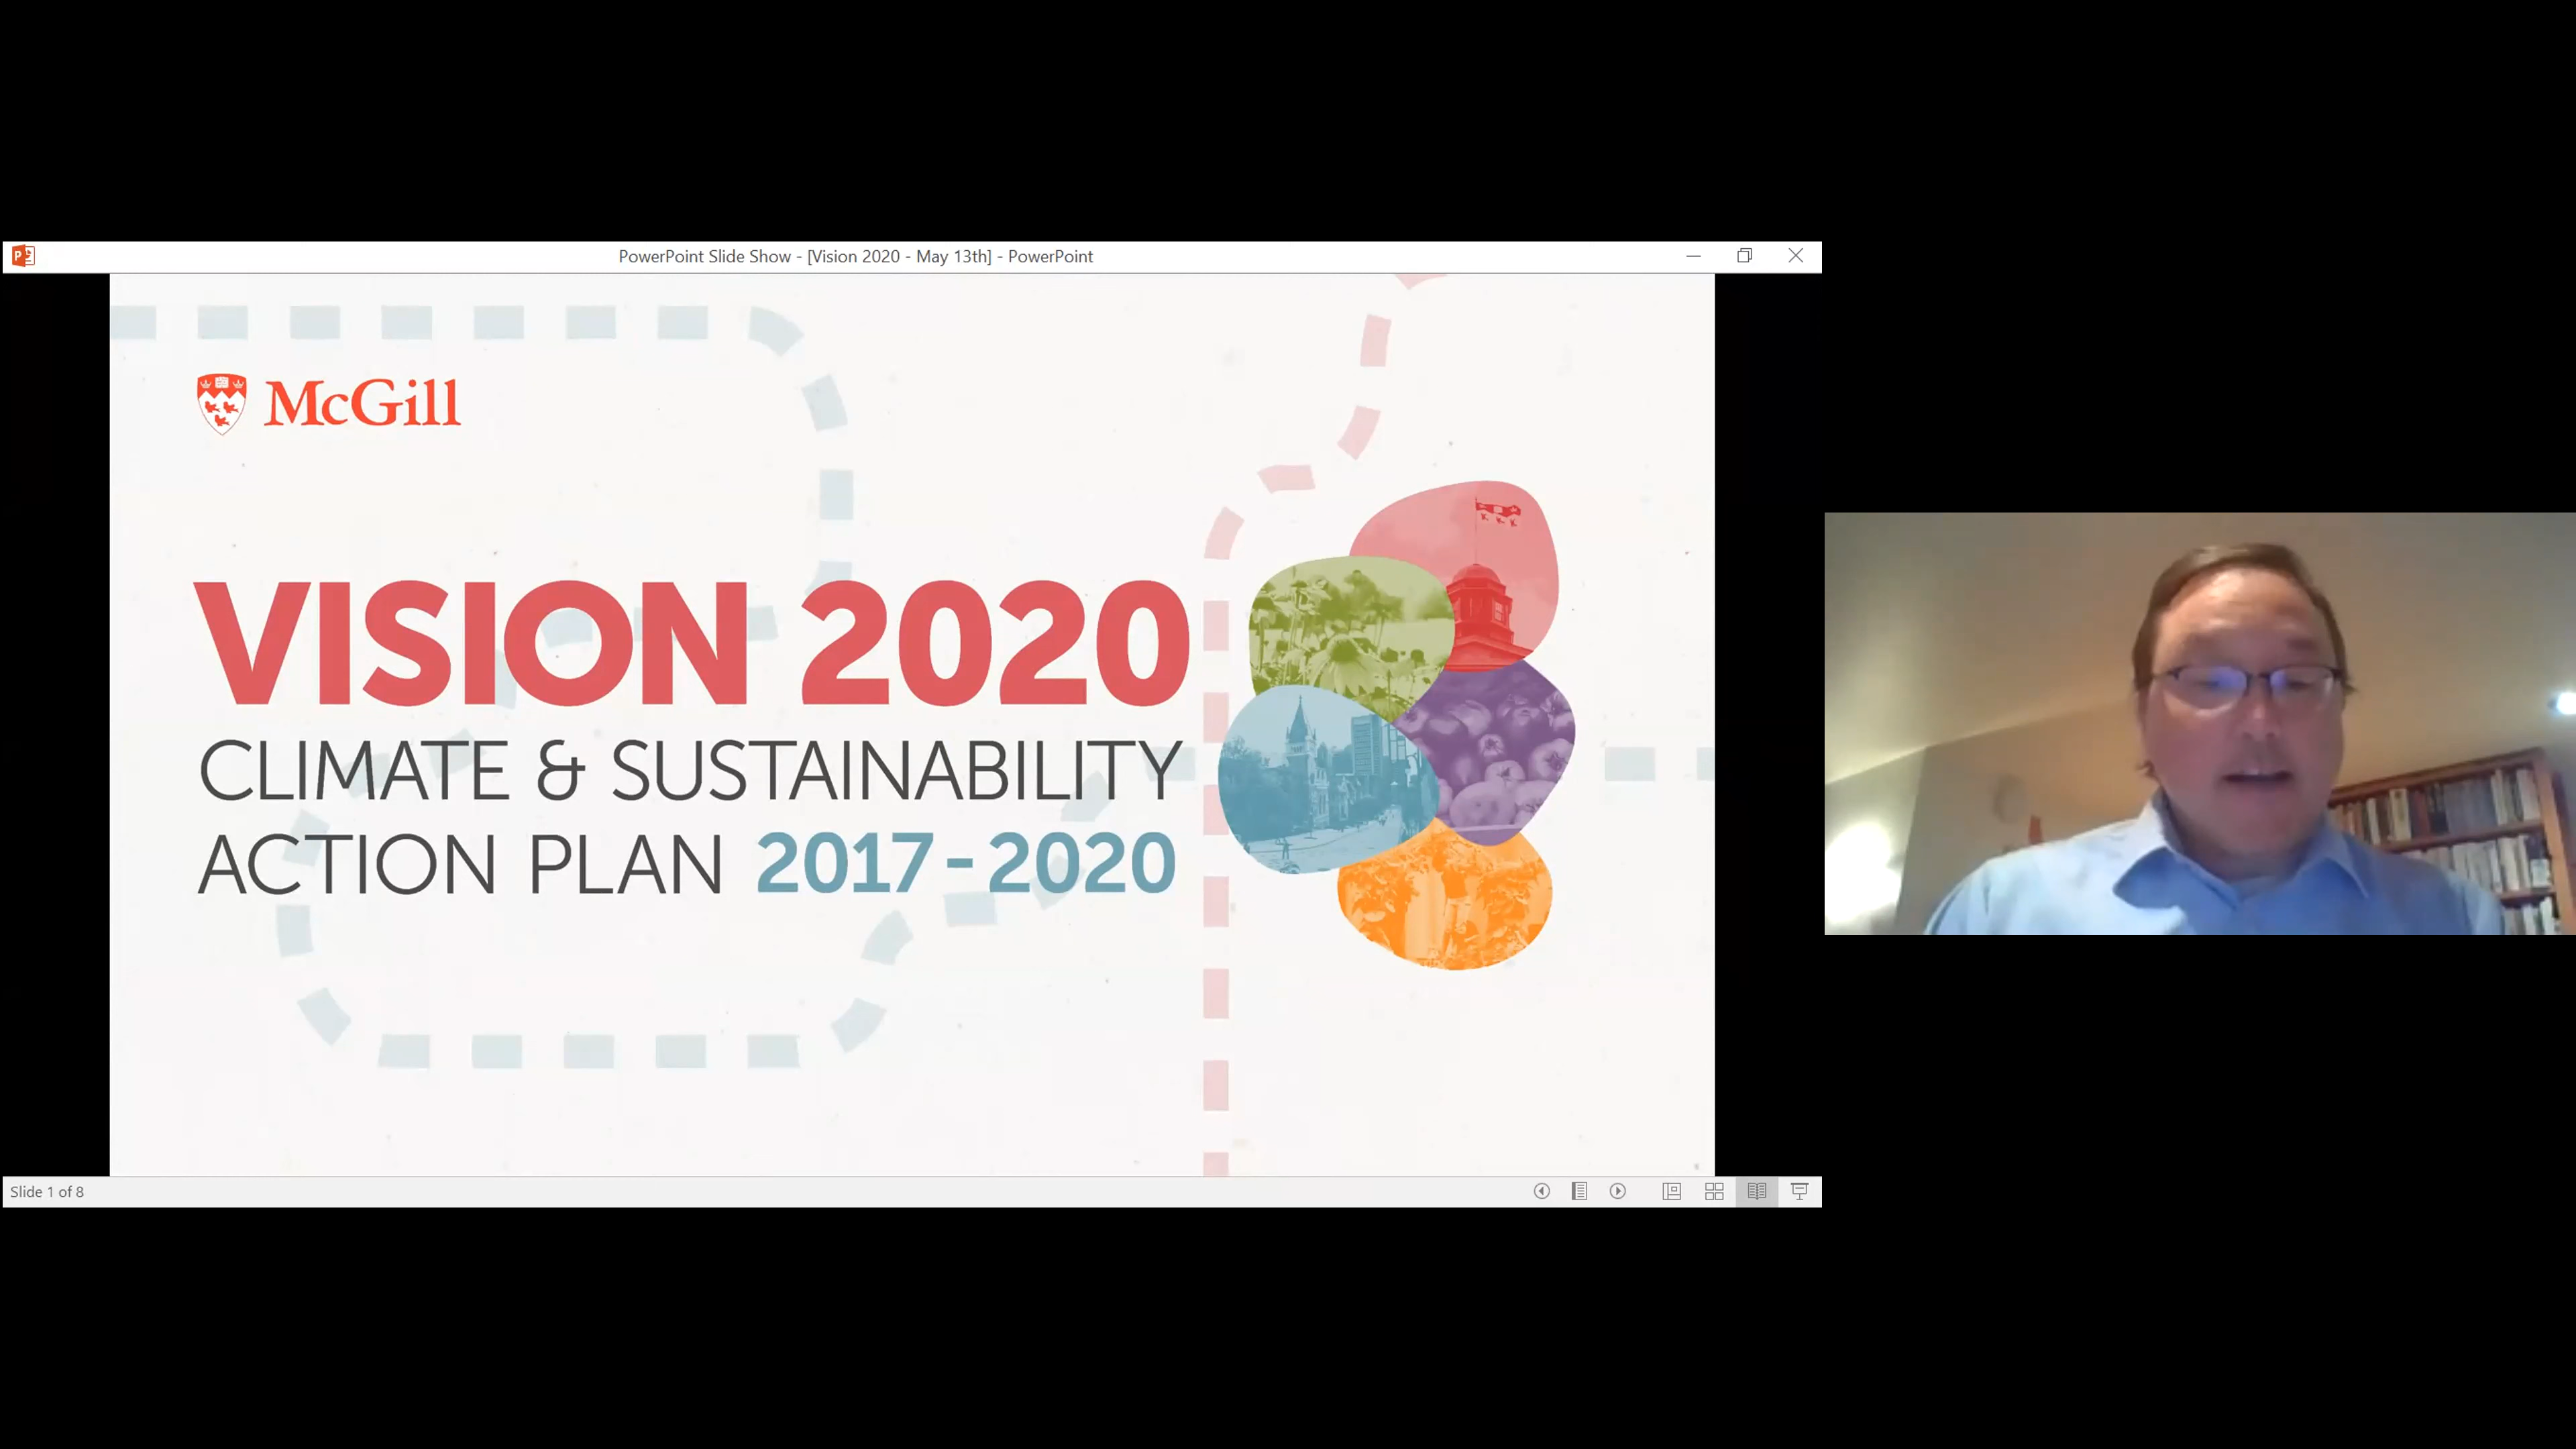 PowerPoint Slide Show - [Vision 2020 - May 13th] - PowerPoint
McGill
VISION 2020
CLIMATE & SUSTAINABILITY
ACTION PLAN 2017-2020
Slide 1 of 8